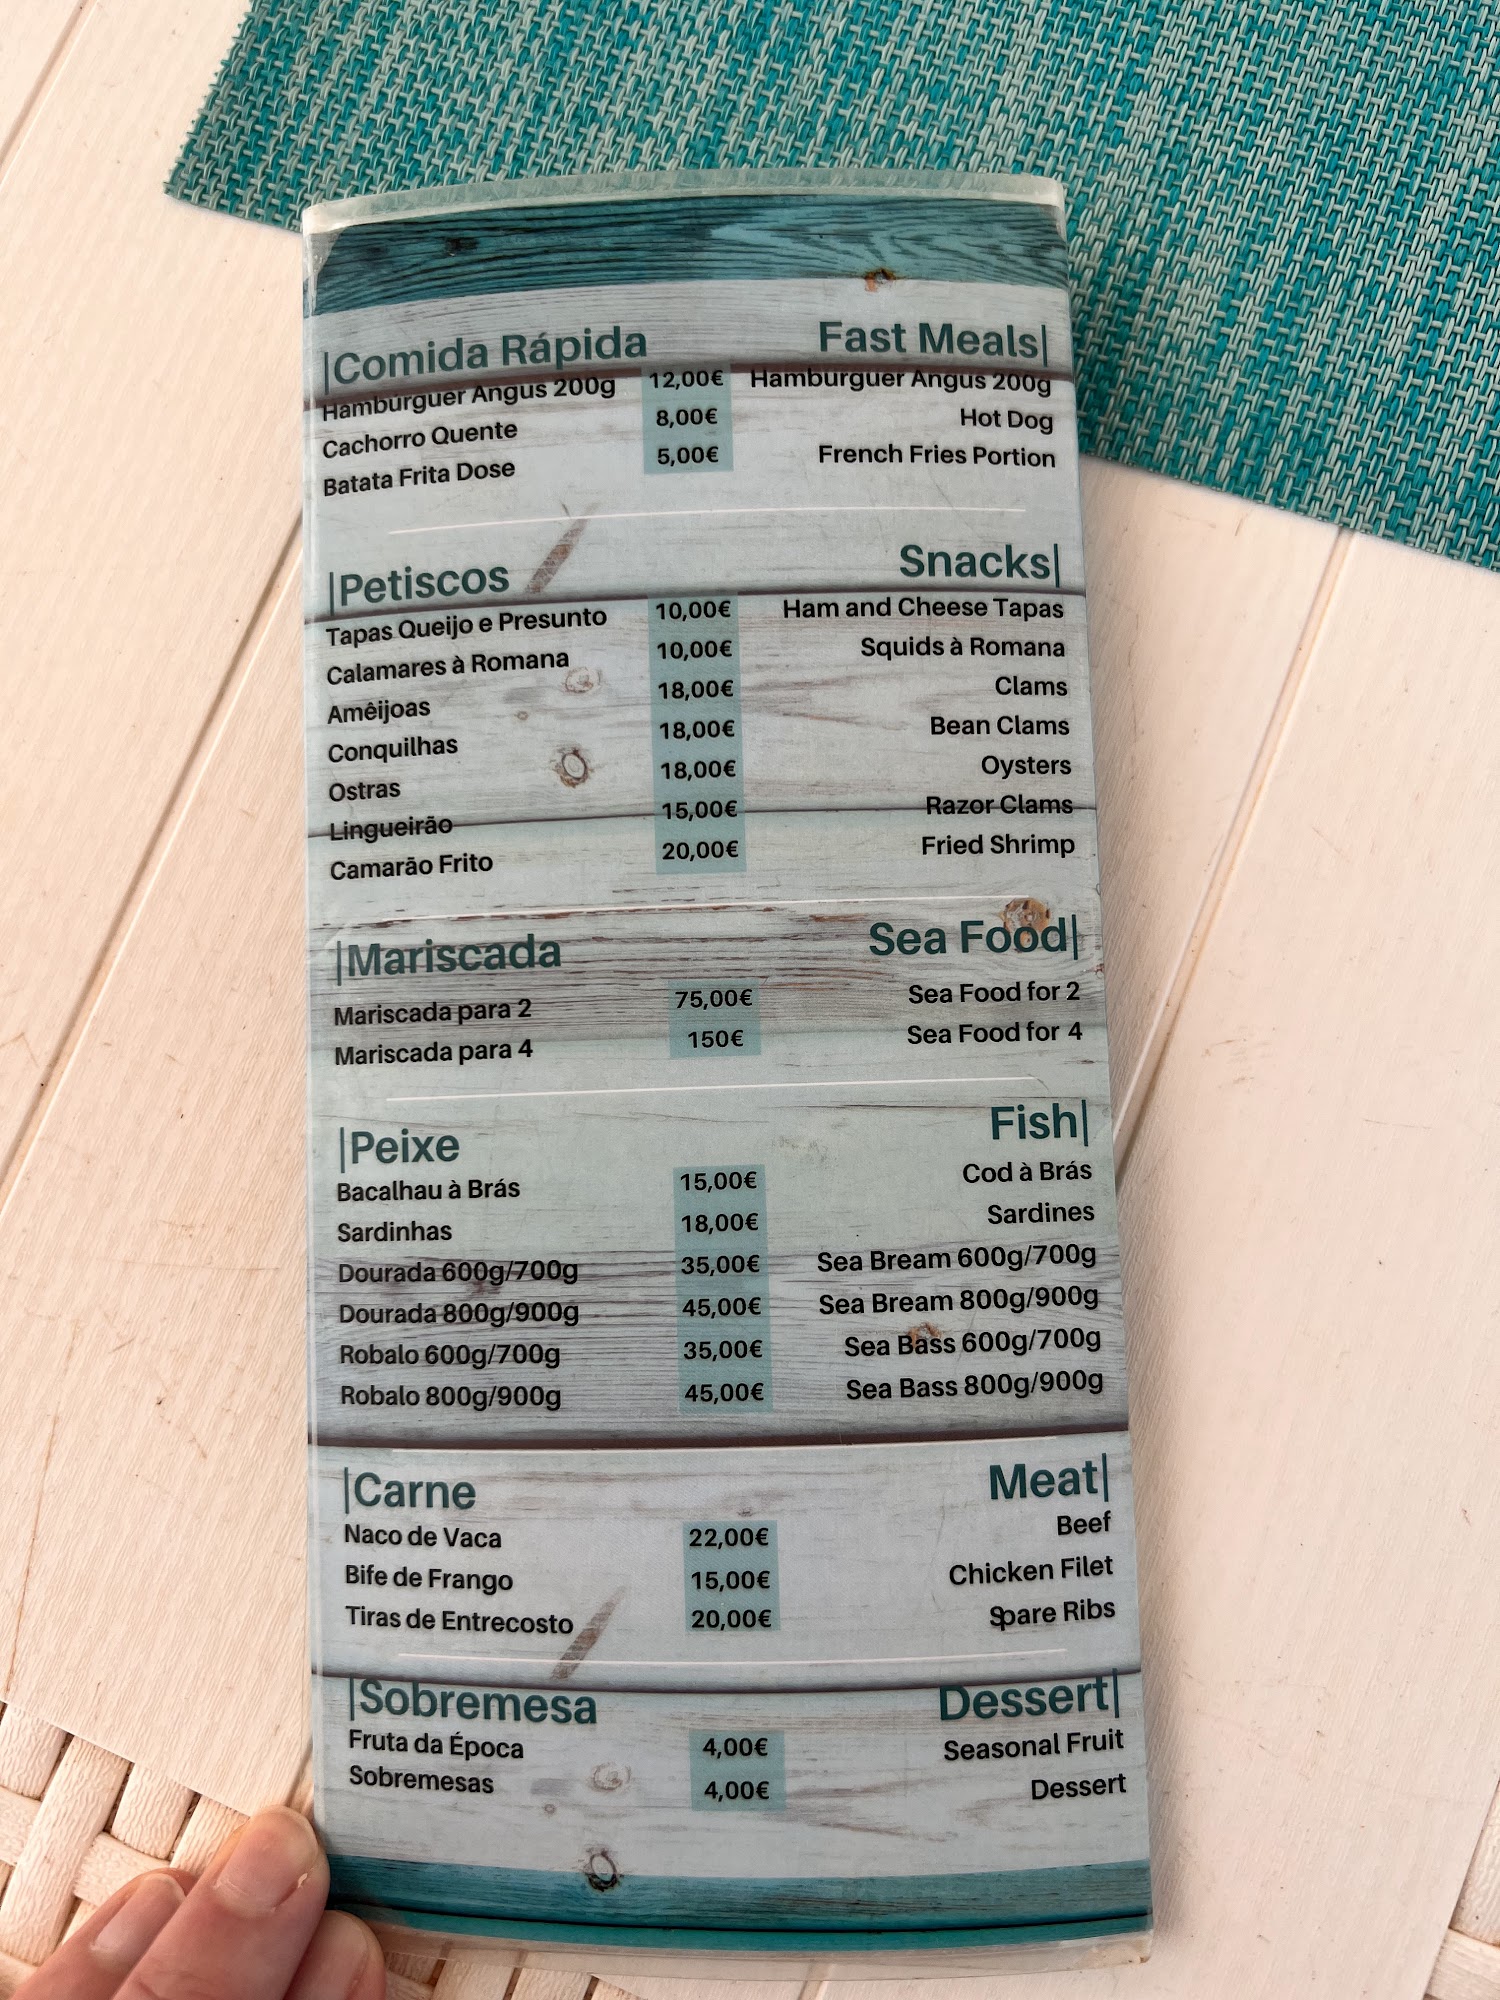 |Comida Rápida Fast Meals|
Hamburguer Angus 200g 12,00€ Hamburguer Angus 200g
Cachorro Quente 8,00€ Hot Dog
Batata Frita Dose 5,00€ French Fries Portion
|Petiscos Snacks|
Tapas Queijo e Presunto 10,00€ Ham and Cheese Tapas
Calamares à Romana 10,00€ Squids à Romana
Amêijoas 18,00€ Clams
Conquilhas 18,00€ Bean Clams
Ostras 18,00€ Oysters
Lingueirão 15,00€ Razor Clams
Camarão Frito 20,00€ Fried Shrimp
|Mariscada Sea Food|
Mariscada para 2 75,00€ Sea Food for 2
Mariscada para 4 150€ Sea Food for 4
|Peixe Fish|
Bacalhau à Brás 15,00€ Cod à Brás
Sardinhas 18,00€ Sardines
Dourada 600g/700g 35,00€ Sea Bream 600g/700g
Dourada 800g/900g 45,00€ Sea Bream 800g/900g
Robalo 600g/700g 35,00€ Sea Bass 600g/700g
Robalo 800g/900g 45,00€ Sea Bass 800g/900g
|Carne Meat|
Naco de Vaca 22,00€ Beef
Bife de Frango 15,00€ Chicken Filet
Tiras de Entrecosto 20,00€ Spare Ribs
|Sobremesa Dessert|
Fruta da Época 4,00€ Seasonal Fruit
Sobremesas 4,00€ Dessert